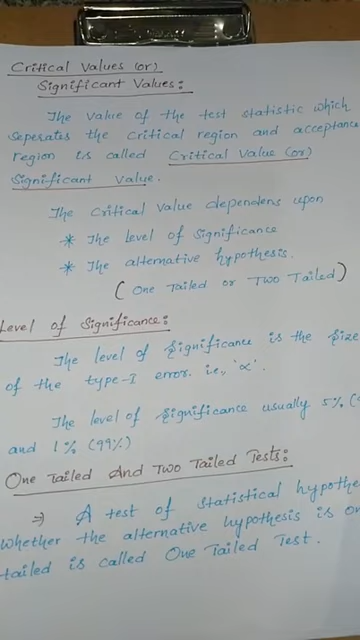 Critical Values (or)
Significant Values:
The value of the test statistic which
seperates the critical region and acceptance
region is called Critical Value (or)
Significant Value.
The critical value dependens upon
* The level of Significance
* The alternative hypothesis.
(One Tailed or Two Tailed)
Level of Significance:
The level of Significance is the Size
of the type-I error. i.e., 'α'.
The level of Significance usually 5% (
and 1% (99%)
One Tailed And Two Tailed Tests:
⇒ A test of Statistical hypothe
whether the alternative hypothesis is on
tailed is called One Tailed Test.